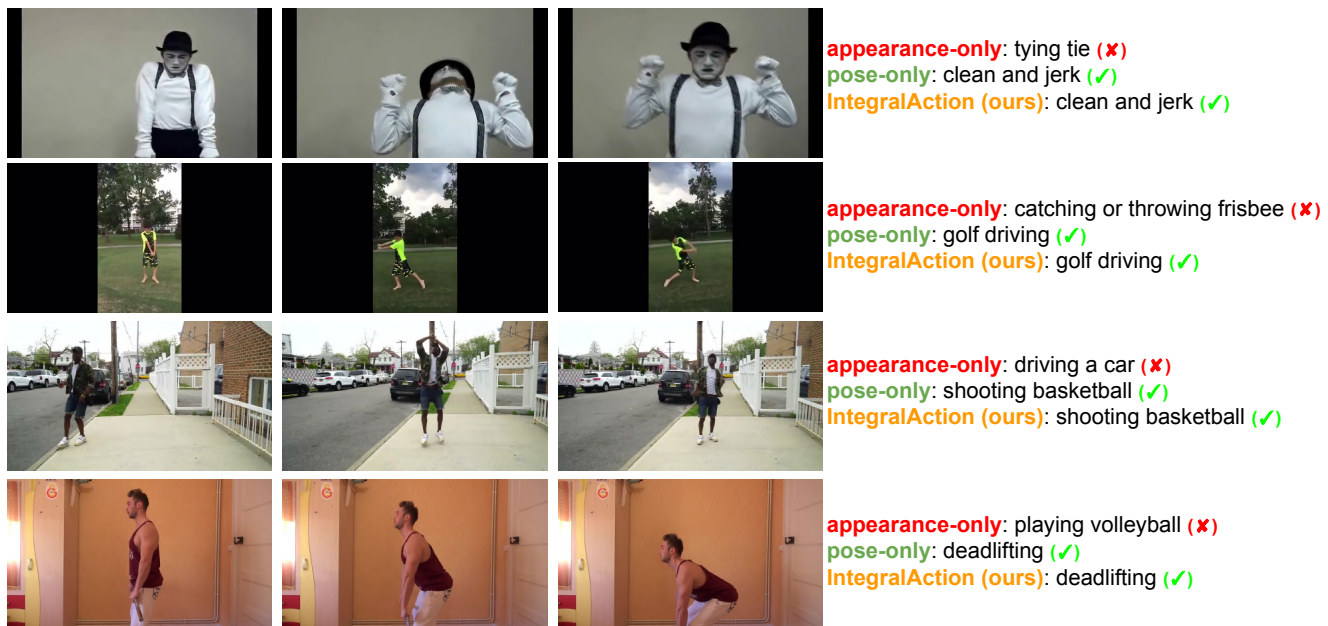 appearance-only: tying tie (✘)
pose-only: clean and jerk (✓)
IntegralAction (ours): clean and jerk (✓)
appearance-only: catching or throwing frisbee (✘)
pose-only: golf driving (✓)
IntegralAction (ours): golf driving (✓)
appearance-only: driving a car (✘)
pose-only: shooting basketball (✓)
IntegralAction (ours): shooting basketball (✓)
appearance-only: playing volleyball (✘)
pose-only: deadlifting (✓)
IntegralAction (ours): deadlifting (✓)